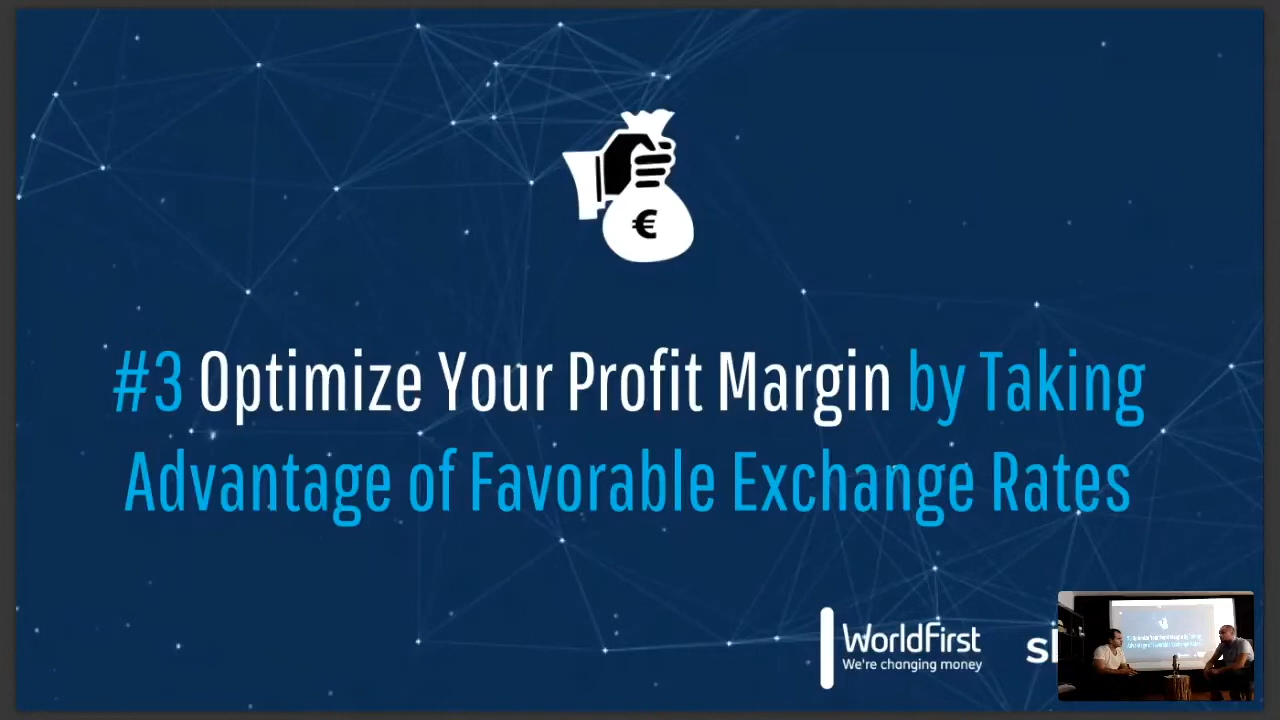 €
#3 Optimize Your Profit Margin by Taking
Advantage of Favorable Exchange Rates
WorldFirst
We're changing money